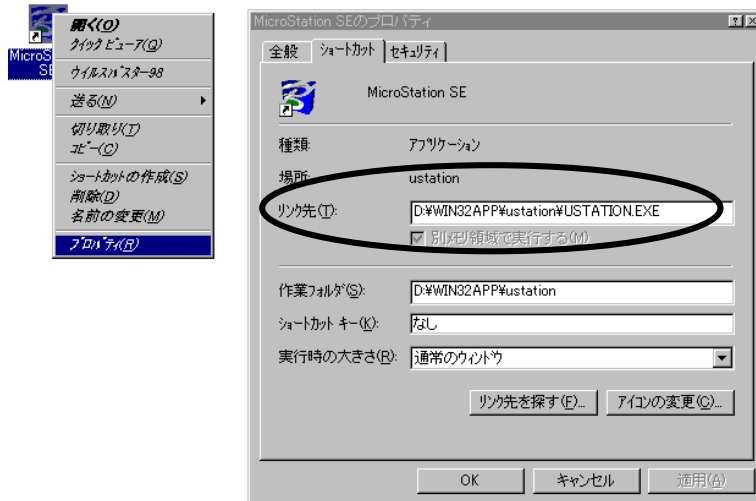 MicroS
SE
開く(O)
クイック ビューア(Q)
ウイルスバスター98
送る(N)
切り取り(T)
コピー(C)
ショートカットの作成(S)
削除(D)
名前の変更(M)
プロパティ(R)
MicroStation SEのプロパティ
全般
ショートカット
セキュリティ
MicroStation SE
種類:
アプリケーション
場所:
ustation
リンク先(T):
D:¥WIN32APP¥ustation¥USTATION.EXE
別メモリ領域で実行する(M)
作業フォルダ(S):
D:¥WIN32APP¥ustation
ショートカット キー(K):
なし
実行時の大きさ(R):
通常のウィンドウ
リンク先を探す(F)...
アイコンの変更(C)...
OK
キャンセル
適用(A)